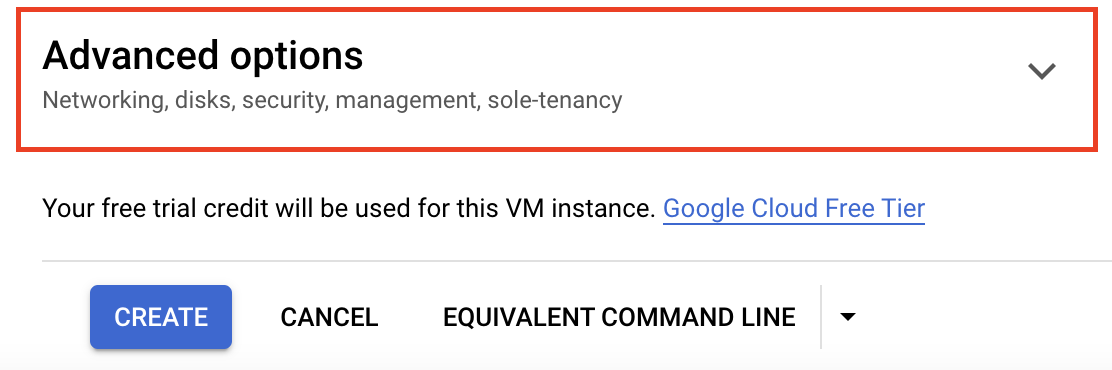 Advanced options
Networking, disks, security, management, sole-tenancy
Your free trial credit will be used for this VM instance. Google Cloud Free Tier
CREATE CANCEL EQUIVALENT COMMAND LINE